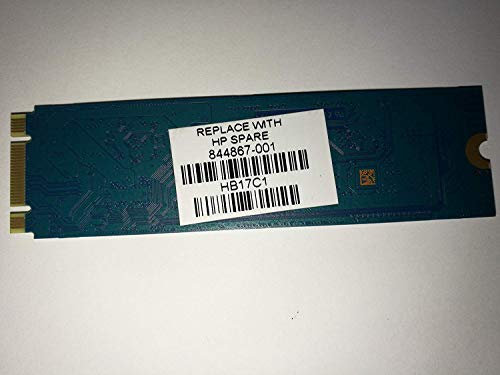 REPLACE WITH
HP SPARE
844867-001
HB17C1